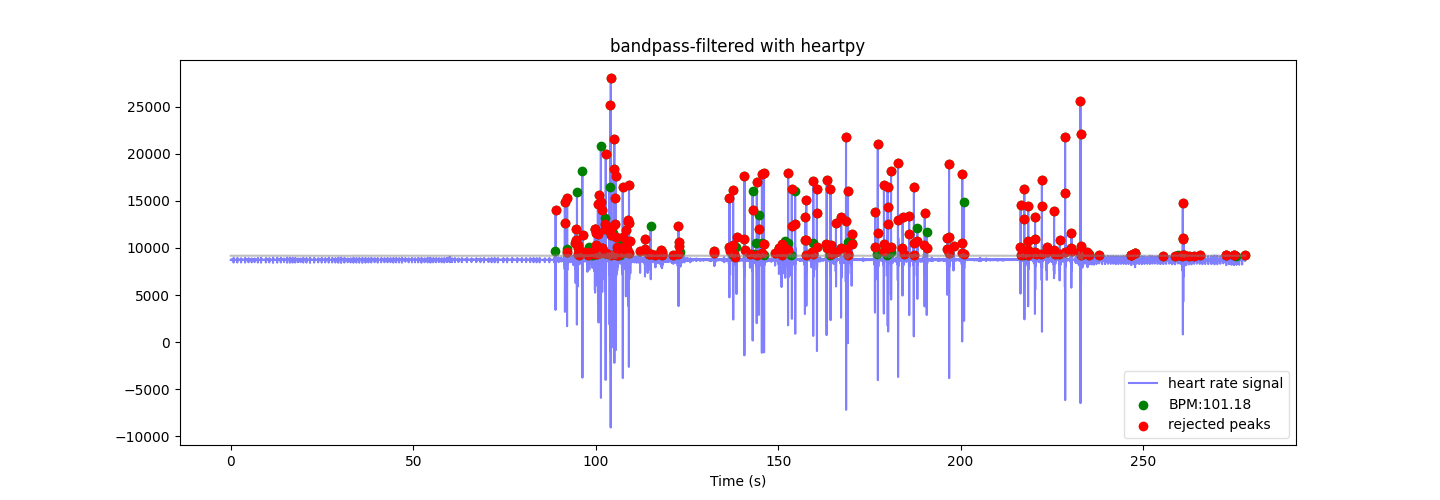 bandpass-filtered with heartpy
25000
20000
15000
10000
5000
0
−5000
−10000
0 50 100 150 200 250
Time (s)
heart rate signal
BPM:101.18
rejected peaks